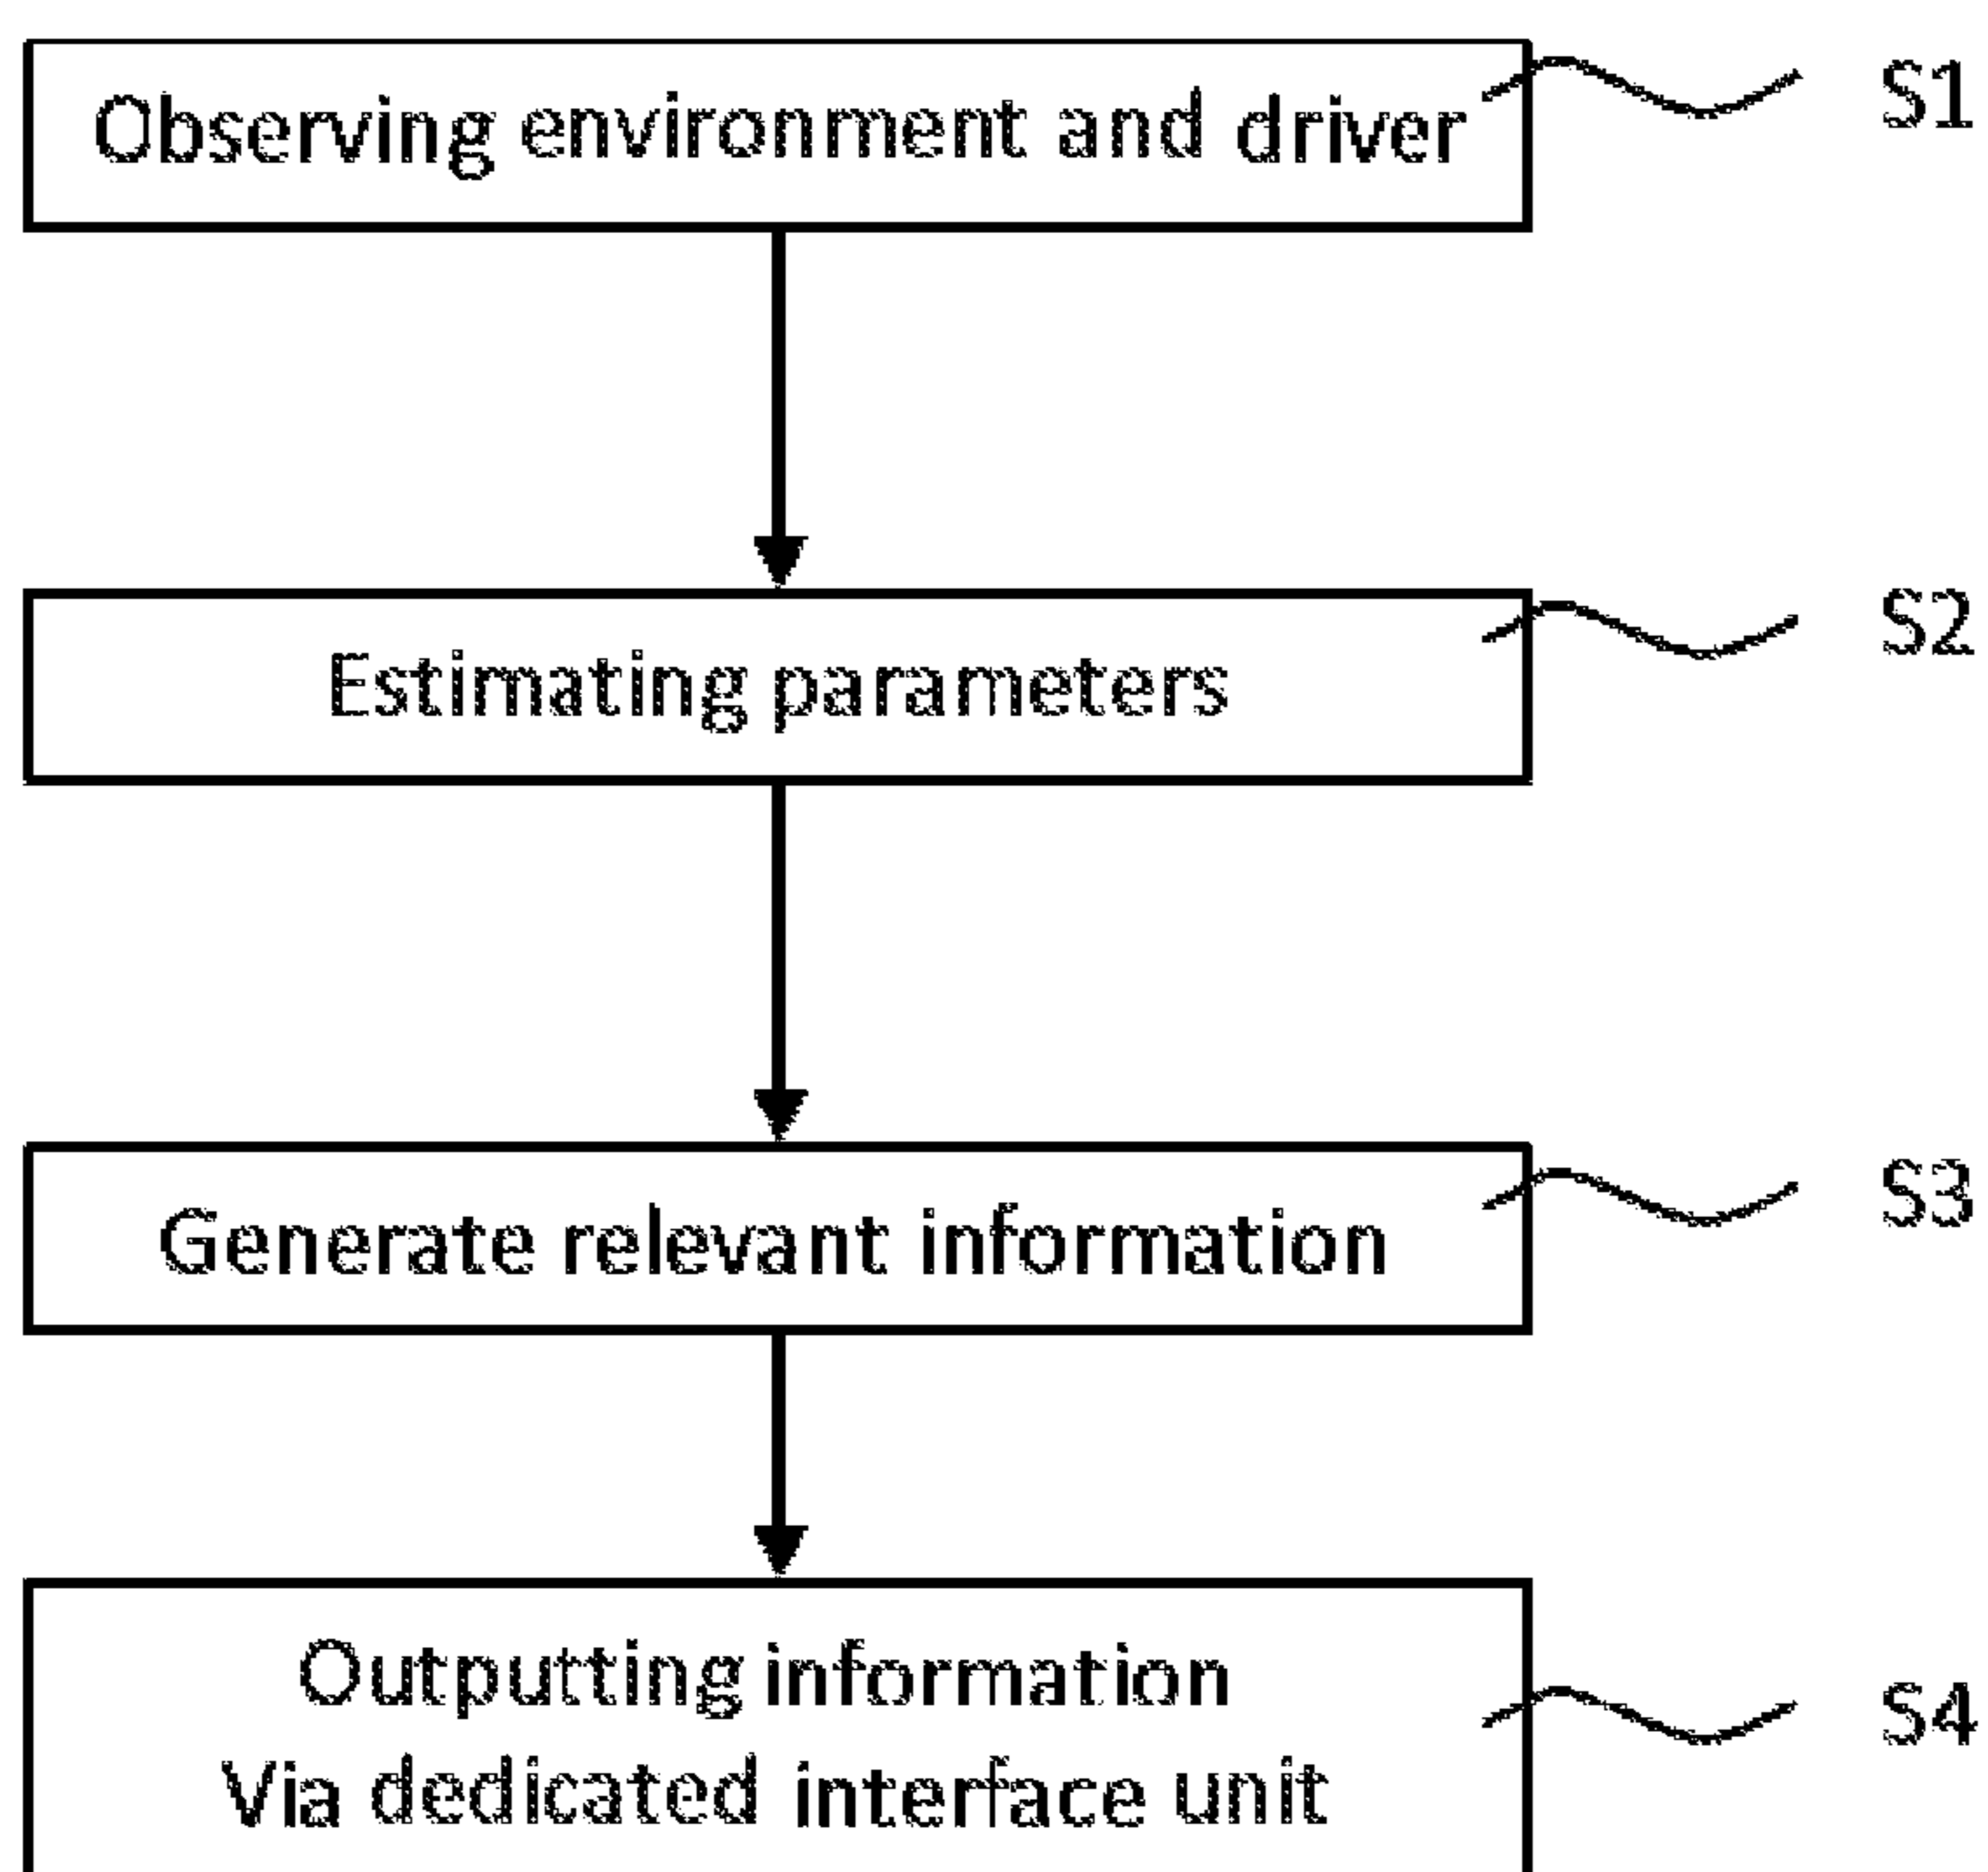 Observing environment and driver
S1
Estimating parameters
S2
Generate relevant information
S3
Outputting information
Via dedicated interface unit
S4